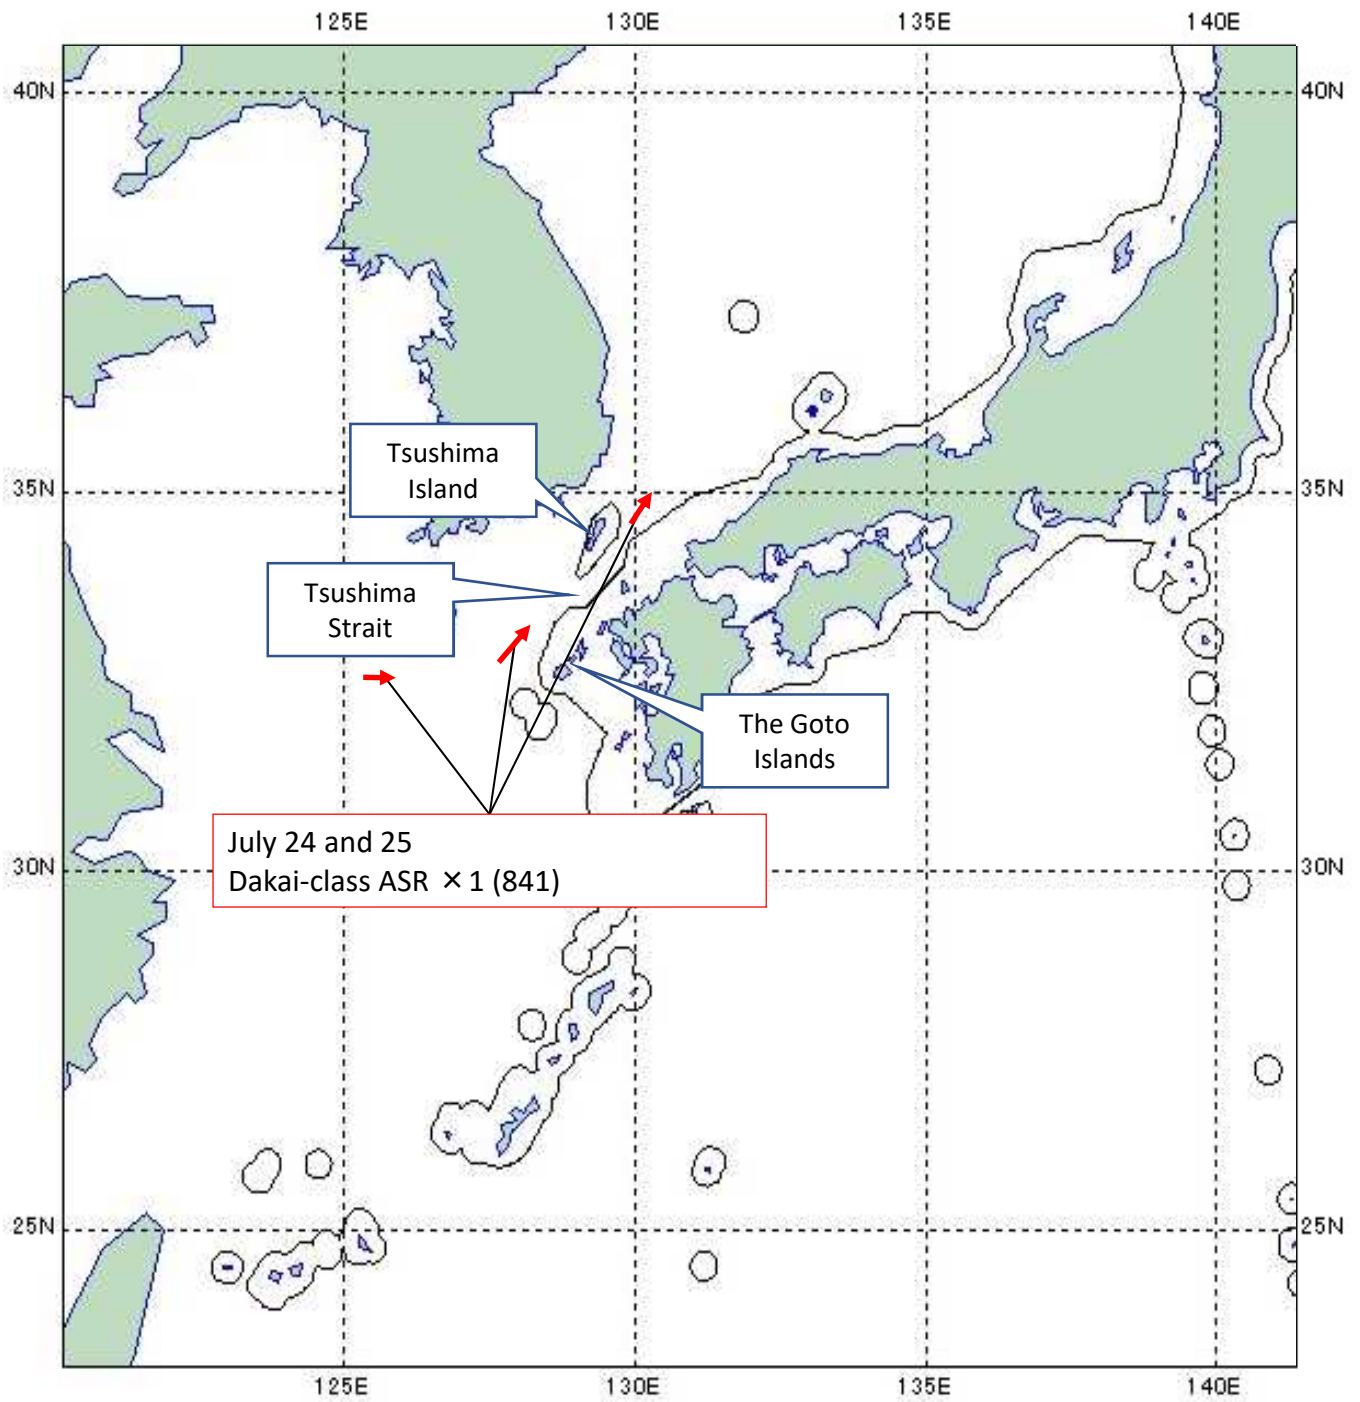 125E
130E
135E
140E
40N
40N
Tsushima
Island
35N
35N
Tsushima
Strait
The Goto
Islands
July 24 and 25
Dakai-class ASR ×1 (841)
30N
30N
25N
25N
125E
130E
135E
140E